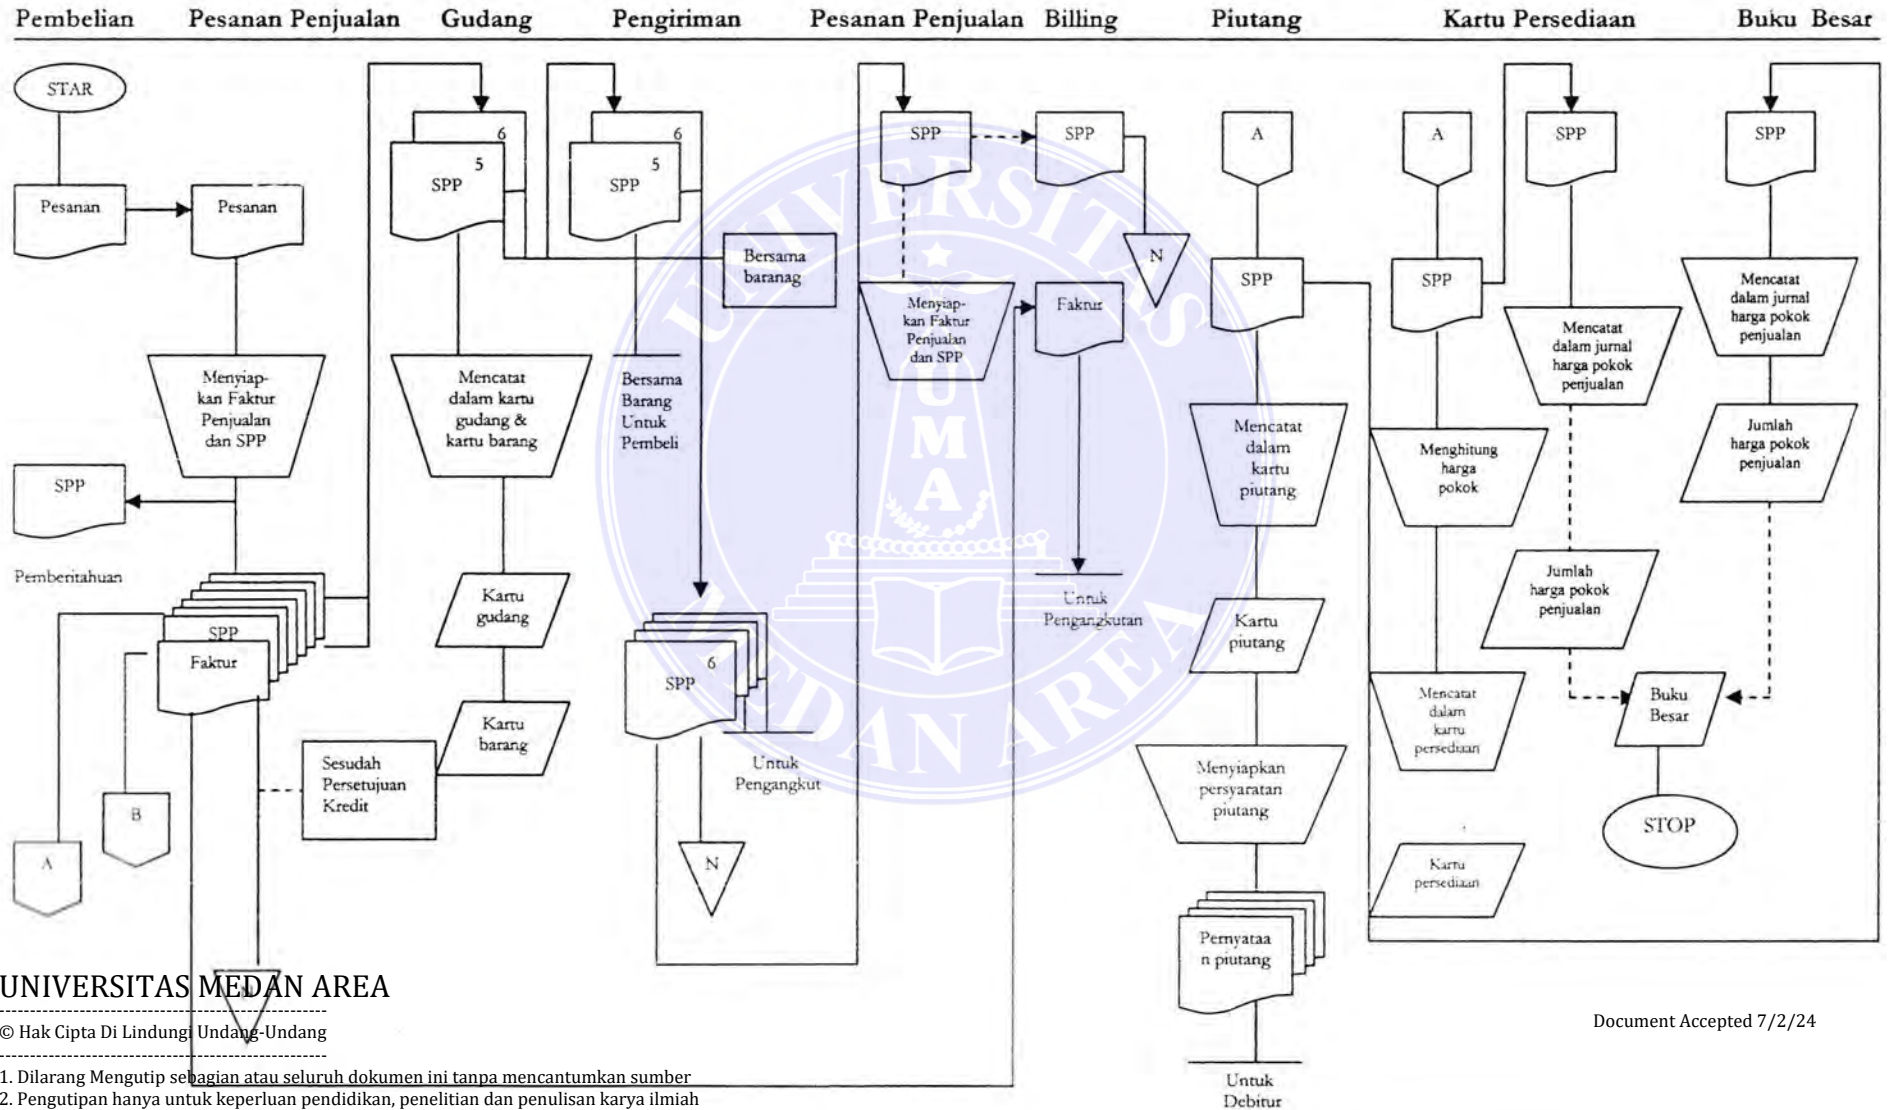 Pembelian
Pesanan Penjualan
Gudang
Pengiriman
Pesanan Penjualan
Billing
Piutang
Kartu Persediaan
Buku Besar
STAR
Pesanan
Pesanan
Menyiap-
kan Faktur
Penjualan
dan SPP
SPP
Pemberitahuan
SPP
Faktur
A
B
N
Sesudah
Persetujuan
Kredit
6
5
SPP
Mencatat
dalam kartu
gudang &
kartu barang
Kartu
gudang
Kartu
barang
6
5
SPP
Bersama
baranag
Bersama
Barang
Untuk
Pembeli
6
SPP
Untuk
Pengangkut
N
SPP
Menyiap-
kan Faktur
Penjualan
dan SPP
SPP
N
Faktur
Untuk
Pengangkutan
A
SPP
Mencatat
dalam
kartu
piutang
Kartu
piutang
Menyiapkan
persyaratan
piutang
Pernyataa
n piutang
Untuk
Debitur
A
SPP
Menghitung
harga
pokok
Mencatat
dalam
kartu
persediaan
Kartu
persediaan
SPP
Mencatat
dalam jurnal
harga pokok
penjualan
Jumlah
harga pokok
penjualan
SPP
Mencatat
dalam jurnal
harga pokok
penjualan
Jumlah
harga pokok
penjualan
Buku
Besar
STOP
UNIVERSITAS MEDAN AREA
UMA
UNIVERSITAS MEDAN AREA
© Hak Cipta Di Lindungi Undang-Undang
1. Dilarang Mengutip sebagian atau seluruh dokumen ini tanpa mencantumkan sumber
2. Pengutipan hanya untuk keperluan pendidikan, penelitian dan penulisan karya ilmiah
Document Accepted 7/2/24